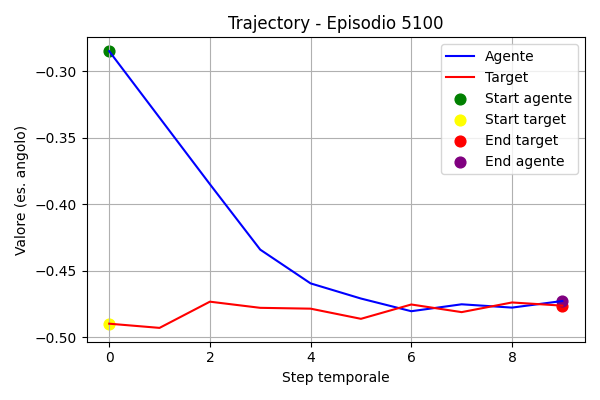 Trajectory - Episodio 5100
Agente
Target
Start agente
Start target
End target
End agente
Valore (es. angolo)
−0.30
−0.35
−0.40
−0.45
−0.50
0 2 4 6 8
Step temporale